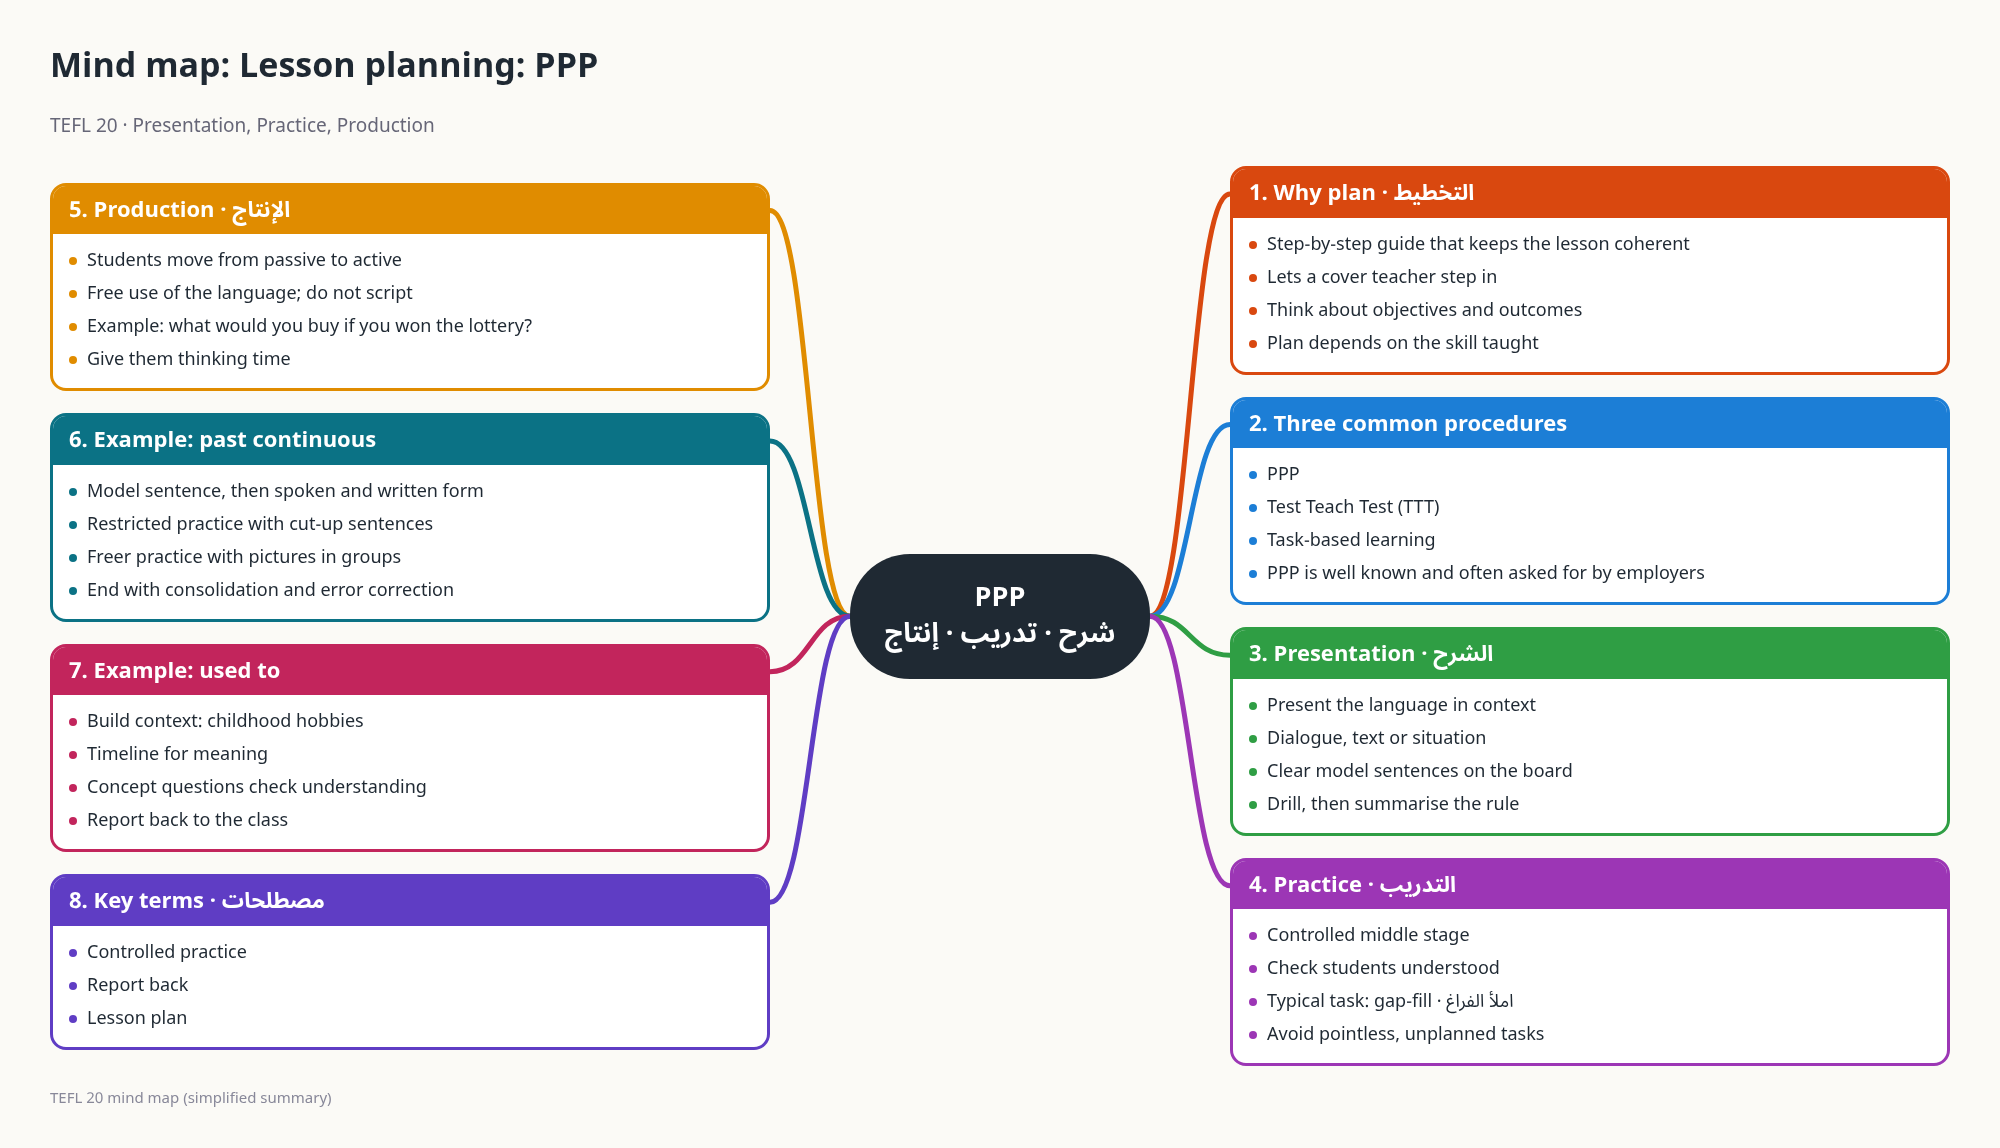 Mind map: Lesson planning: PPP
TEFL 20 · Presentation, Practice, Production
PPP
شرح · تدريب · إنتاج
1. Why plan · التخطيط
Step-by-step guide that keeps the lesson coherent
Lets a cover teacher step in
Think about objectives and outcomes
Plan depends on the skill taught
2. Three common procedures
PPP
Test Teach Test (TTT)
Task-based learning
PPP is well known and often asked for by employers
3. Presentation · الشرح
Present the language in context
Dialogue, text or situation
Clear model sentences on the board
Drill, then summarise the rule
4. Practice · التدريب
Controlled middle stage
Check students understood
Typical task: gap-fill · املأ الفراغ
Avoid pointless, unplanned tasks
5. Production · الإنتاج
Students move from passive to active
Free use of the language; do not script
Example: what would you buy if you won the lottery?
Give them thinking time
6. Example: past continuous
Model sentence, then spoken and written form
Restricted practice with cut-up sentences
Freer practice with pictures in groups
End with consolidation and error correction
7. Example: used to
Build context: childhood hobbies
Timeline for meaning
Concept questions check understanding
Report back to the class
8. Key terms · مصطلحات
Controlled practice
Report back
Lesson plan
TEFL 20 mind map (simplified summary)